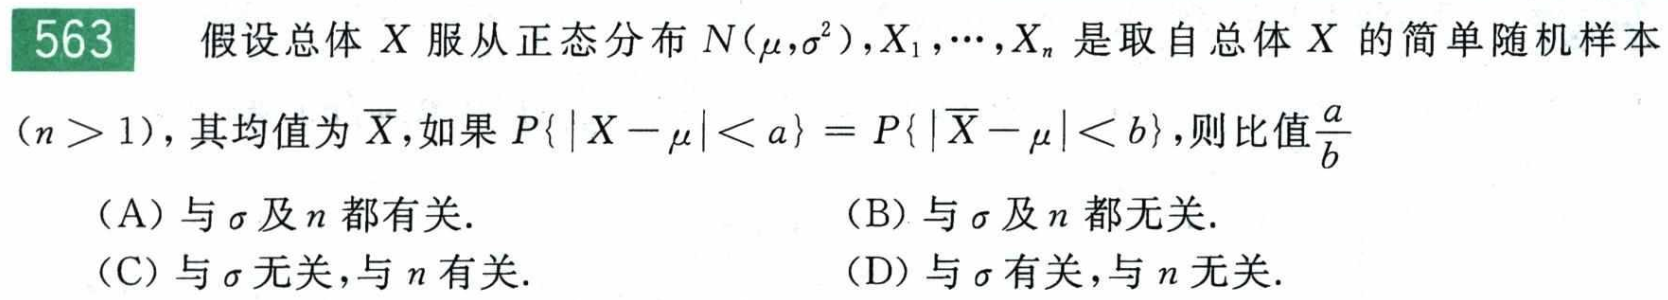 563 假设总体 X 服从正态分布 N(μ,σ²),X₁,⋯,Xₙ 是取自总体 X 的简单随机样本
(n > 1),其均值为 X̅,如果 P{|X−μ|< a} = P{|X̅−μ|< b},则比值 a/b
(A) 与 σ 及 n 都有关. (B) 与 σ 及 n 都无关.
(C) 与 σ 无关,与 n 有关. (D) 与 σ 有关,与 n 无关.